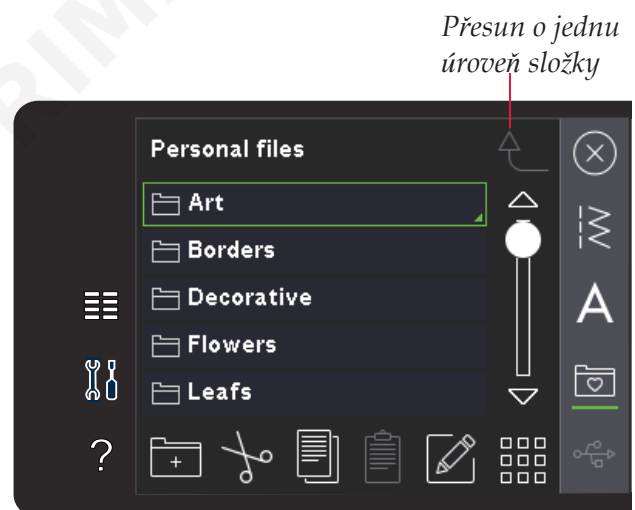 Přesun o jednu
úroveň složky
Personal files
Art
Borders
Decorative
Flowers
Leafs
A
?